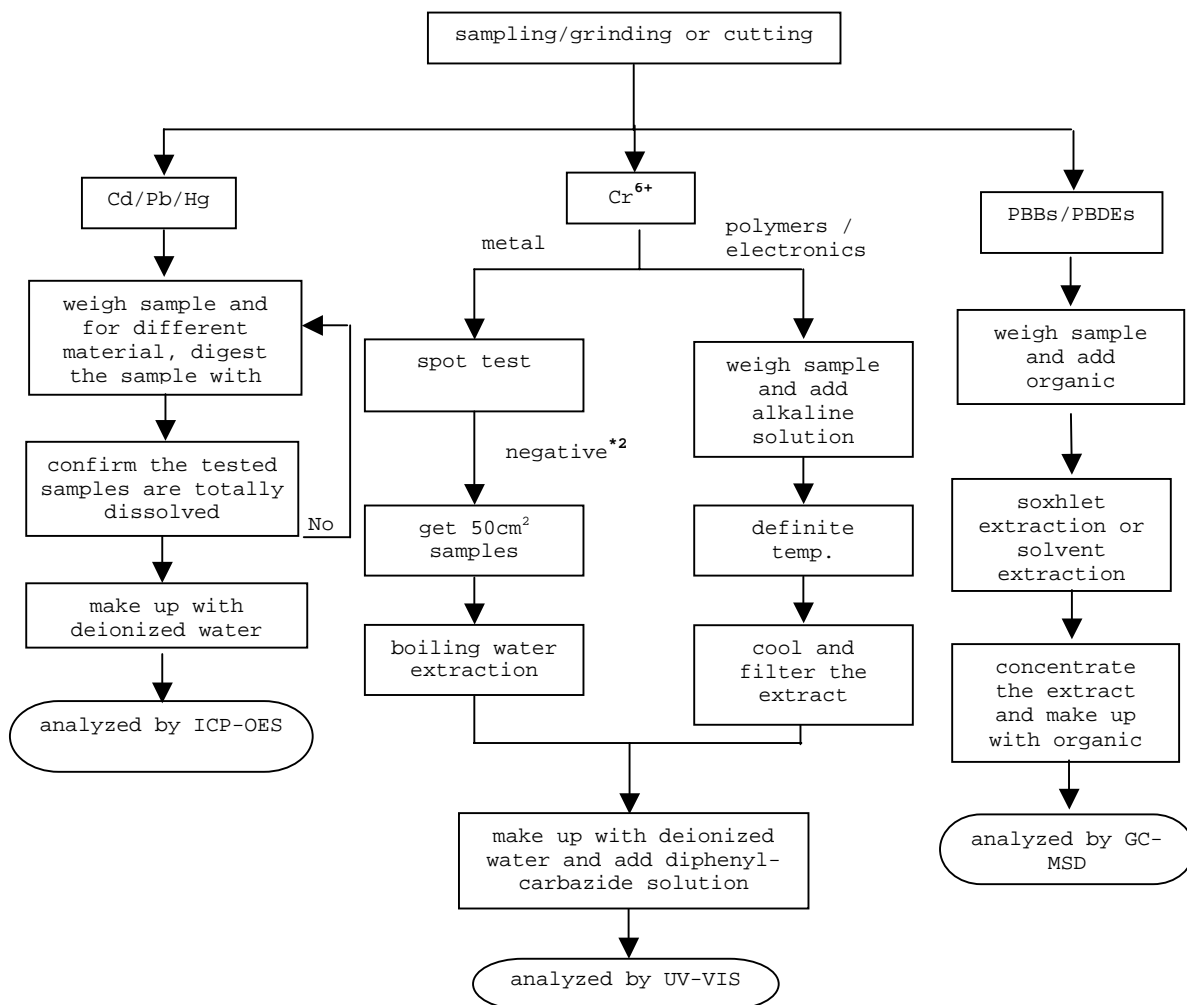 sampling/grinding or cutting
Cd/Pb/Hg
weigh sample and
for different
material, digest
the sample with
confirm the tested
samples are totally
dissolved
No
make up with
deionized water
analyzed by ICP-OES
Cr⁶⁺
metal
spot test
negative*²
get 50cm²
samples
boiling water
extraction
polymers /
electronics
weigh sample
and add
alkaline
solution
definite
temp.
cool and
filter the
extract
make up with deionized
water and add diphenyl-
carbazide solution
analyzed by UV-VIS
PBBs/PBDEs
weigh sample
and add
organic
soxhlet
extraction or
solvent
extraction
concentrate
the extract
and make up
with organic
analyzed by GC-
MSD